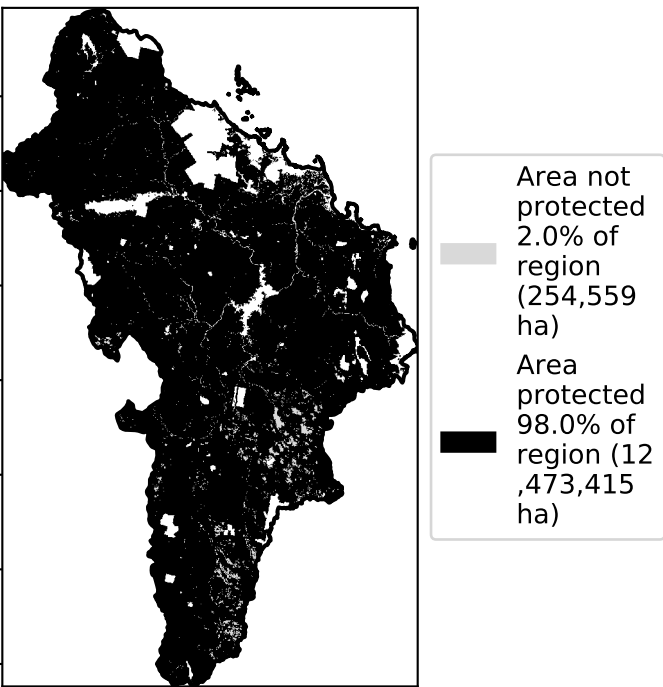 Area not
protected
2.0% of
region
(254,559
ha)
Area
protected
98.0% of
region (12
,473,415
ha)